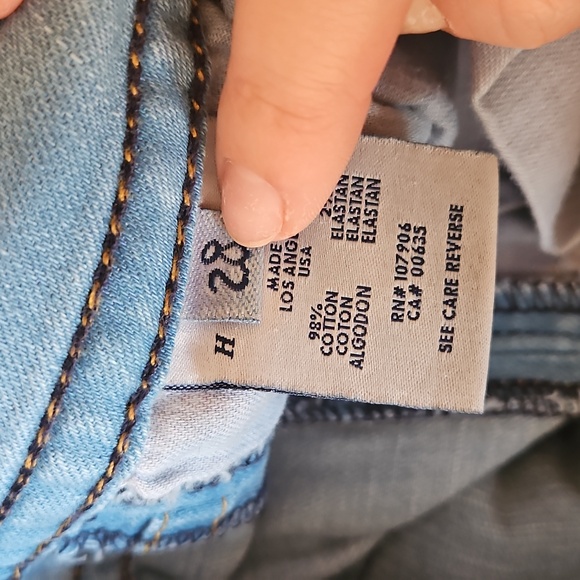 28
H
MADE
LOS ANG
USA
98%
COTTON
COTON
ALGODON
ELASTAN
ELASTAN
ELASTAN
RN# 107906
CA# 00635
SEE CARE REVERSE